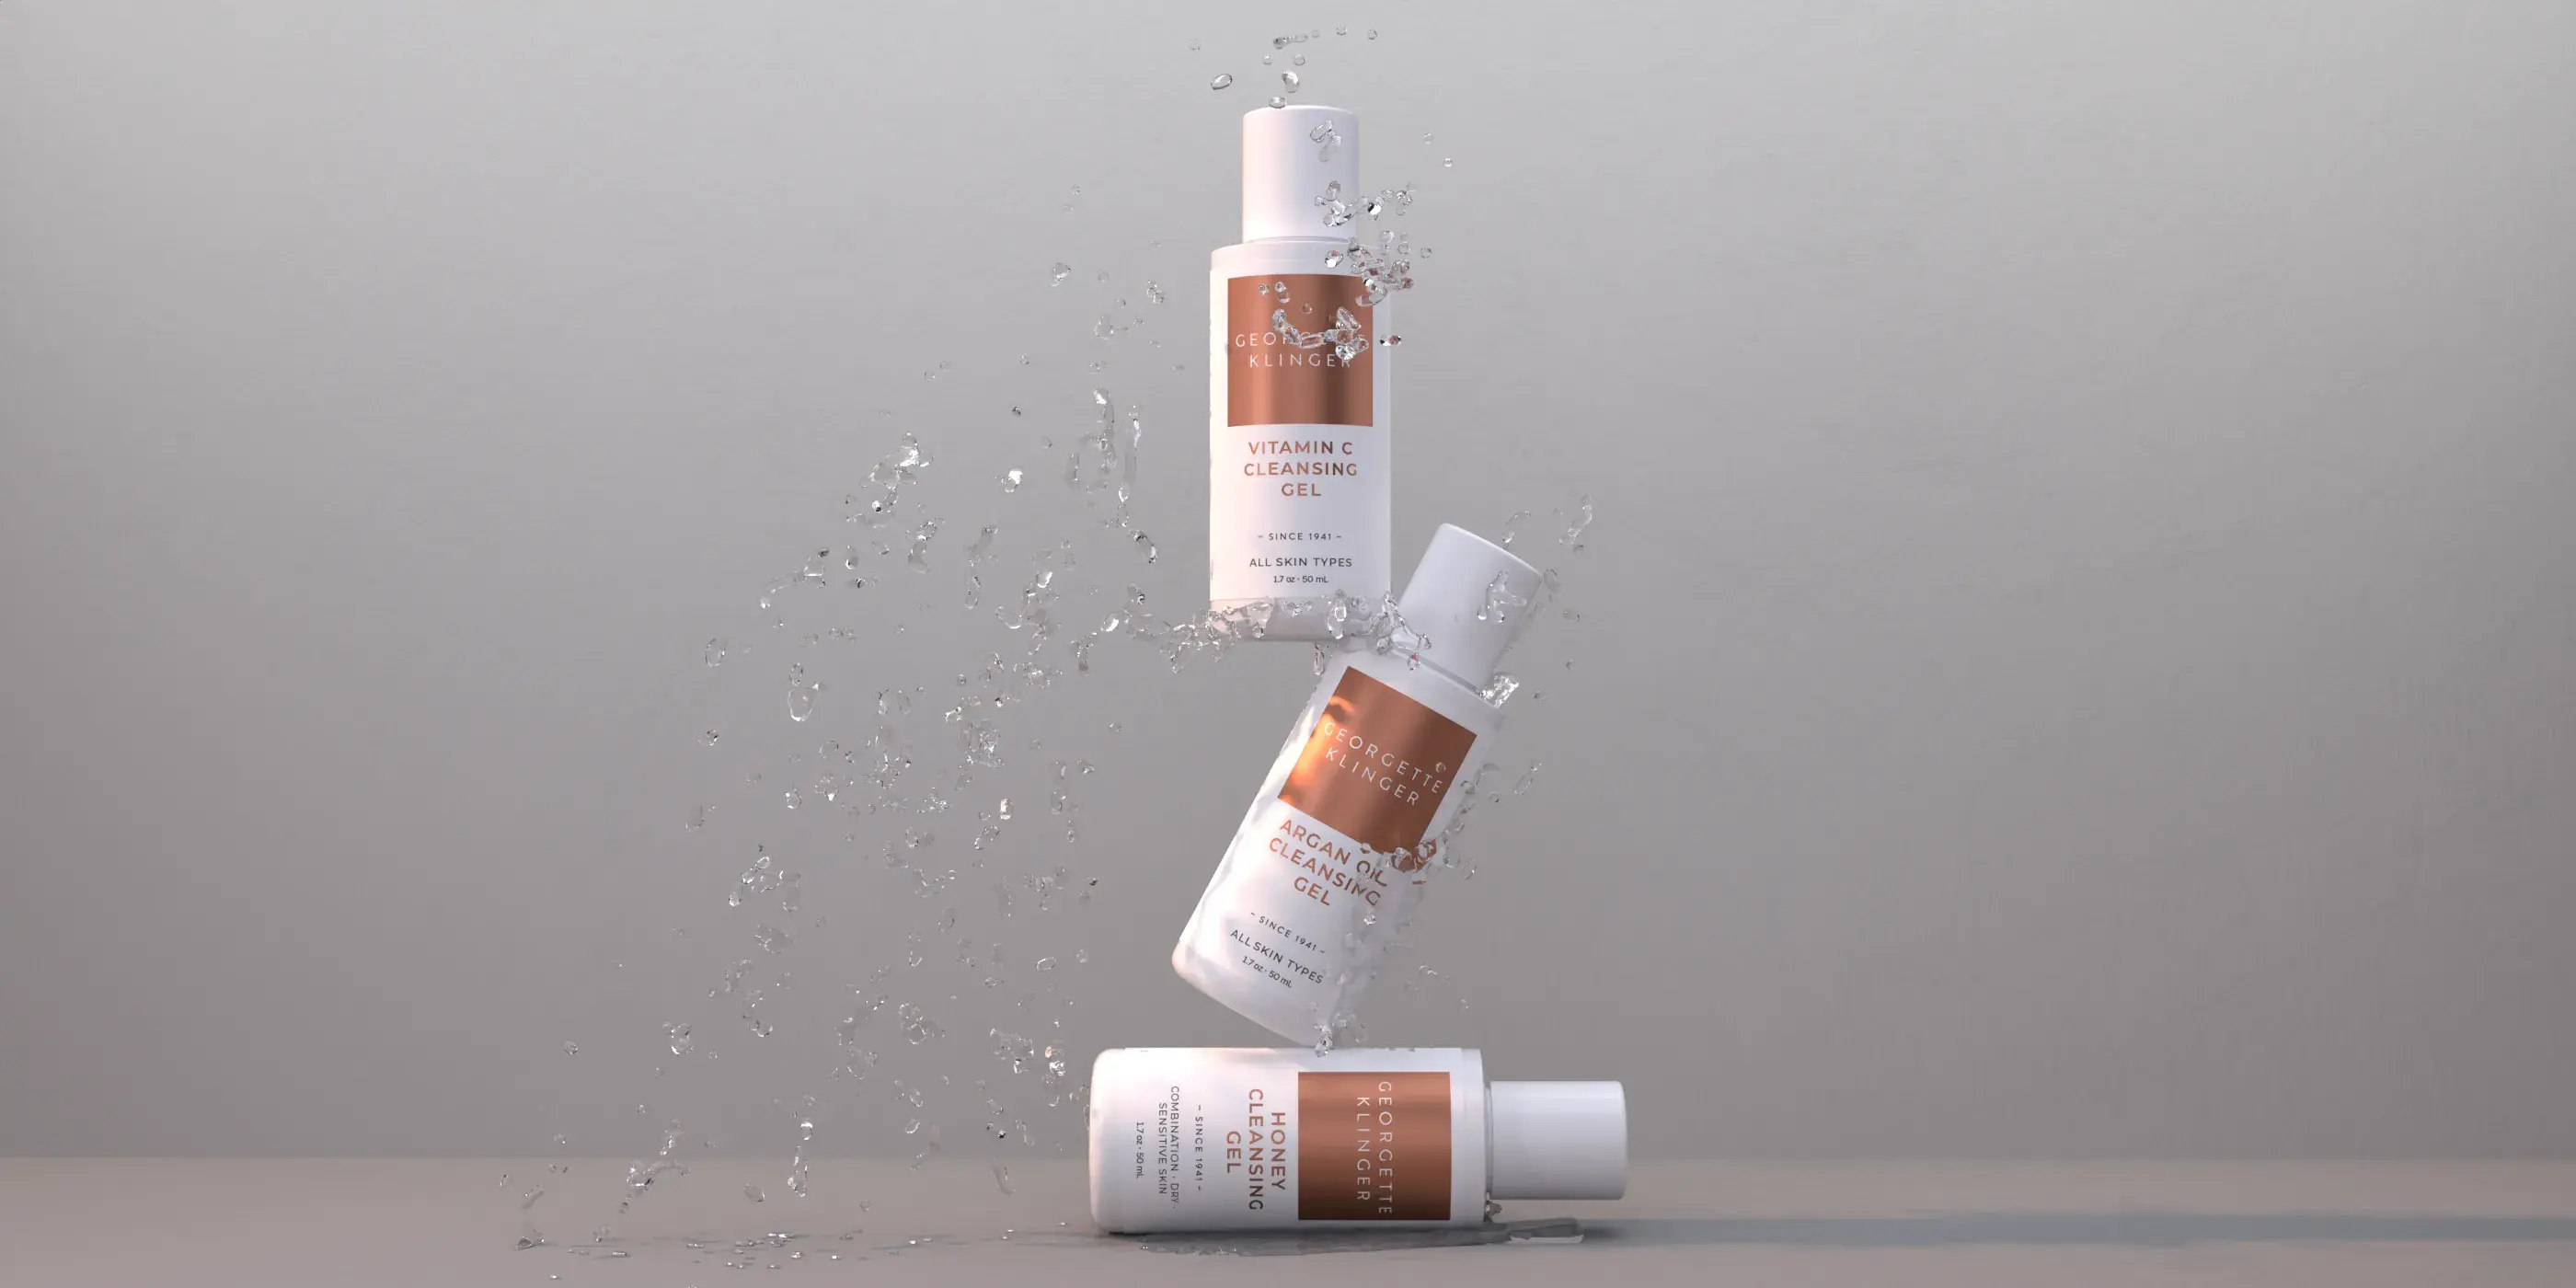 GEORGETTE
KLINGER
VITAMIN C
CLEANSING
GEL
– SINCE 1941 –
ALL SKIN TYPES
1.7 oz · 50 mL
GEORGETTE
KLINGER
ARGAN OIL
CLEANSING
GEL
– SINCE 1941 –
ALL SKIN TYPES
1.7 oz · 50 mL
GEORGETTE
KLINGER
HONEY
CLEANSING
GEL
– SINCE 1941 –
COMBINATION · DRY ·
SENSITIVE SKIN
1.7 oz · 50 mL